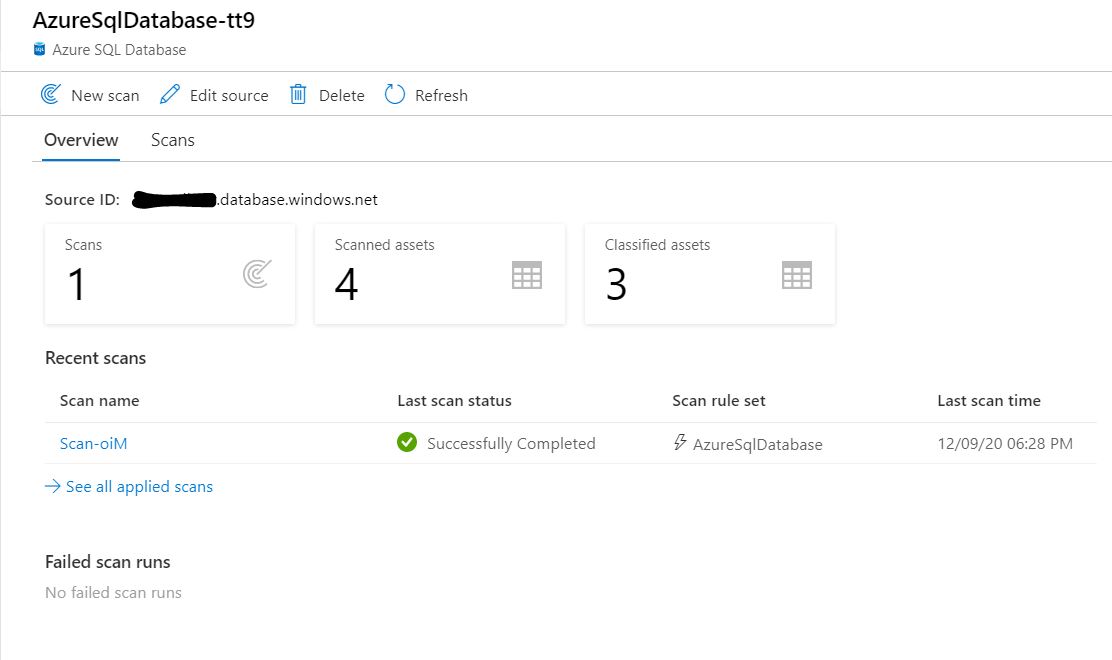 AzureSqlDatabase-tt9
Azure SQL Database
New scan Edit source Delete Refresh
Overview Scans
Source ID: .database.windows.net
Scans Scanned assets Classified assets
1 4 3
Recent scans
Scan name Last scan status Scan rule set Last scan time
Scan-oiM Successfully Completed AzureSqlDatabase 12/09/20 06:28 PM
See all applied scans
Failed scan runs
No failed scan runs